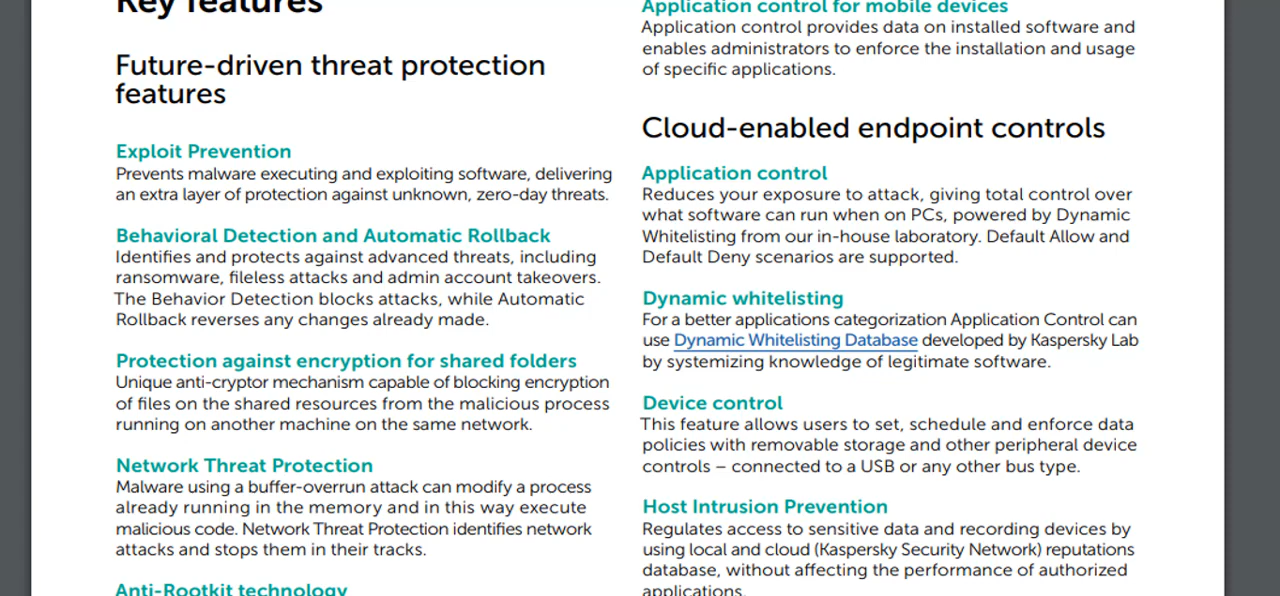 Key features
Future-driven threat protection
features
Exploit Prevention
Prevents malware executing and exploiting software, delivering
an extra layer of protection against unknown, zero-day threats.
Behavioral Detection and Automatic Rollback
Identifies and protects against advanced threats, including
ransomware, fileless attacks and admin account takeovers.
The Behavior Detection blocks attacks, while Automatic
Rollback reverses any changes already made.
Protection against encryption for shared folders
Unique anti-cryptor mechanism capable of blocking encryption
of files on the shared resources from the malicious process
running on another machine on the same network.
Network Threat Protection
Malware using a buffer-overrun attack can modify a process
already running in the memory and in this way execute
malicious code. Network Threat Protection identifies network
attacks and stops them in their tracks.
Anti-Rootkit technology
Application control for mobile devices
Application control provides data on installed software and
enables administrators to enforce the installation and usage
of specific applications.
Cloud-enabled endpoint controls
Application control
Reduces your exposure to attack, giving total control over
what software can run when on PCs, powered by Dynamic
Whitelisting from our in-house laboratory. Default Allow and
Default Deny scenarios are supported.
Dynamic whitelisting
For a better applications categorization Application Control can
use Dynamic Whitelisting Database developed by Kaspersky Lab
by systemizing knowledge of legitimate software.
Device control
This feature allows users to set, schedule and enforce data
policies with removable storage and other peripheral device
controls – connected to a USB or any other bus type.
Host Intrusion Prevention
Regulates access to sensitive data and recording devices by
using local and cloud (Kaspersky Security Network) reputations
database, without affecting the performance of authorized
applications.